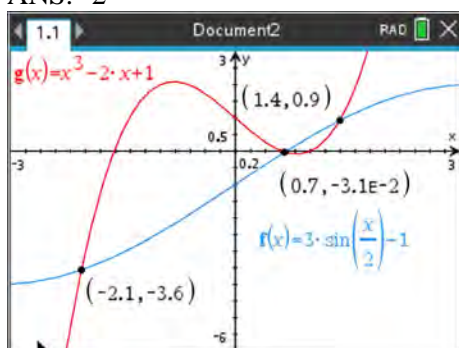 ANS: 2
1.1 Document2 RAD
g(x)=x³-2·x+1
3 y
(1.4,0.9)
0.5
x
-3
0.2
3
(0.7,-3.1E-2)
f(x)=3·sin(x/2)-1
(-2.1,-3.6)
-6